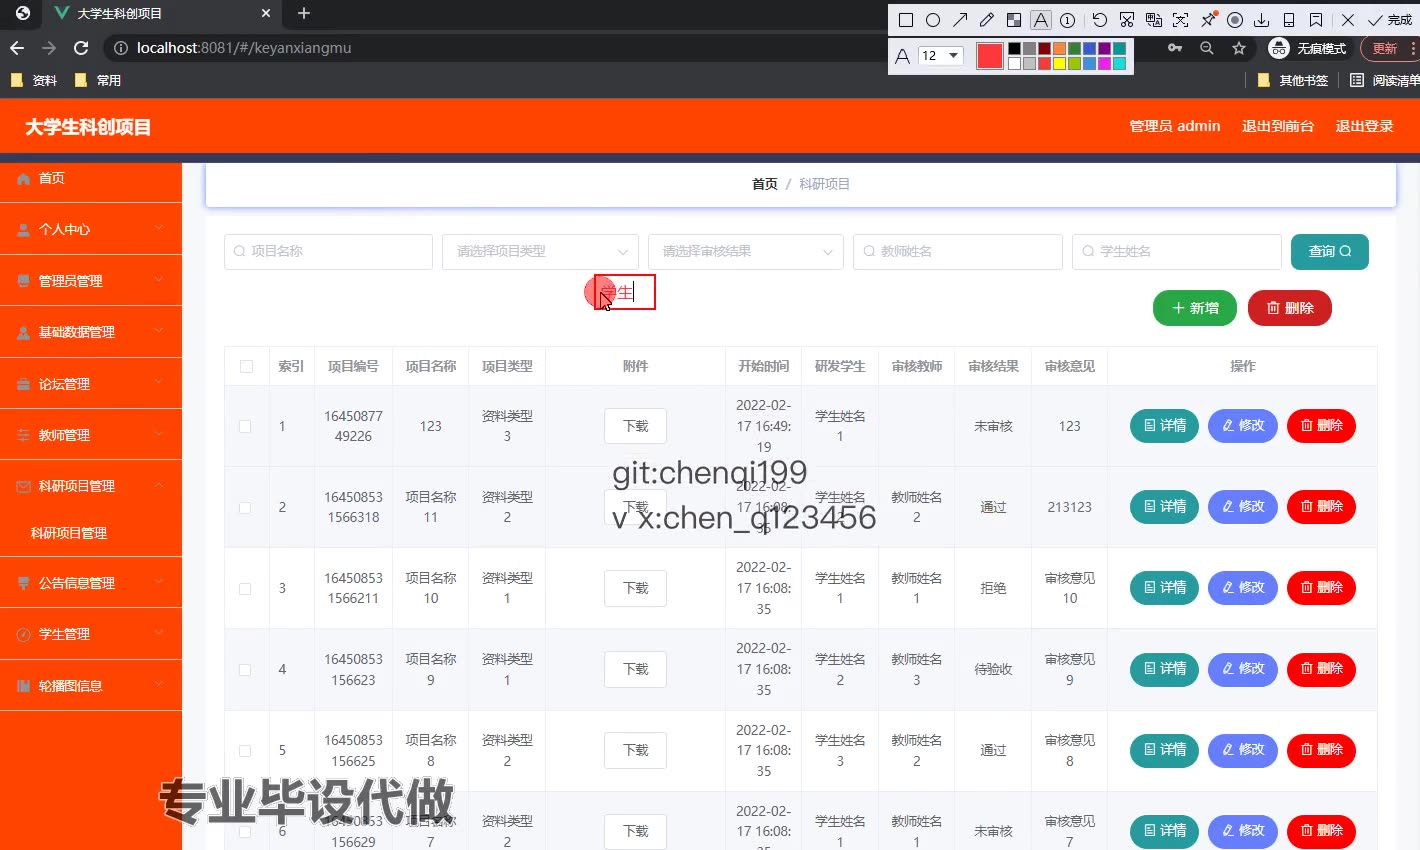 大学生科创项目
localhost:8081/#/keyanxiangmu
12
完成
无痕模式
更新
资料
常用
其他书签
阅读清单
大学生科创项目
管理员 admin
退出到前台
退出登录
首页
个人中心
管理员管理
基础数据管理
论坛管理
教师管理
科研项目管理
科研项目管理
公告信息管理
学生管理
轮播图信息
首页 / 科研项目
项目名称
请选择项目类型
请选择审核结果
教师姓名
学生姓名
查询
学生
新增
删除
索引 项目编号 项目名称 项目类型 附件 开始时间 研发学生 审核教师 审核结果 审核意见 操作
1 1645087749226 123 资料类型3 下载 2022-02-17 16:49:19 学生姓名1 未审核 123 详情 修改 删除
2 164508531566318 项目名称11 资料类型2 下载 2022-02-17 16:08:35 学生姓名 教师姓名2 通过 213123 详情 修改 删除
3 164508531566211 项目名称10 资料类型1 下载 2022-02-17 16:08:35 学生姓名1 教师姓名1 拒绝 审核意见10 详情 修改 删除
4 16450853156623 项目名称9 资料类型1 下载 2022-02-17 16:08:35 学生姓名2 教师姓名3 待验收 审核意见9 详情 修改 删除
5 16450853156625 项目名称8 资料类型2 下载 2022-02-17 16:08:35 学生姓名3 教师姓名2 通过 审核意见8 详情 修改 删除
6 16450853156629 项目名称7 资料类型2 下载 2022-02-17 16:08: 学生姓名1 教师姓名1 未审核 审核意见7 详情 修改 删除
git:chenqi199
v x:chen_q123456
专业毕设代做